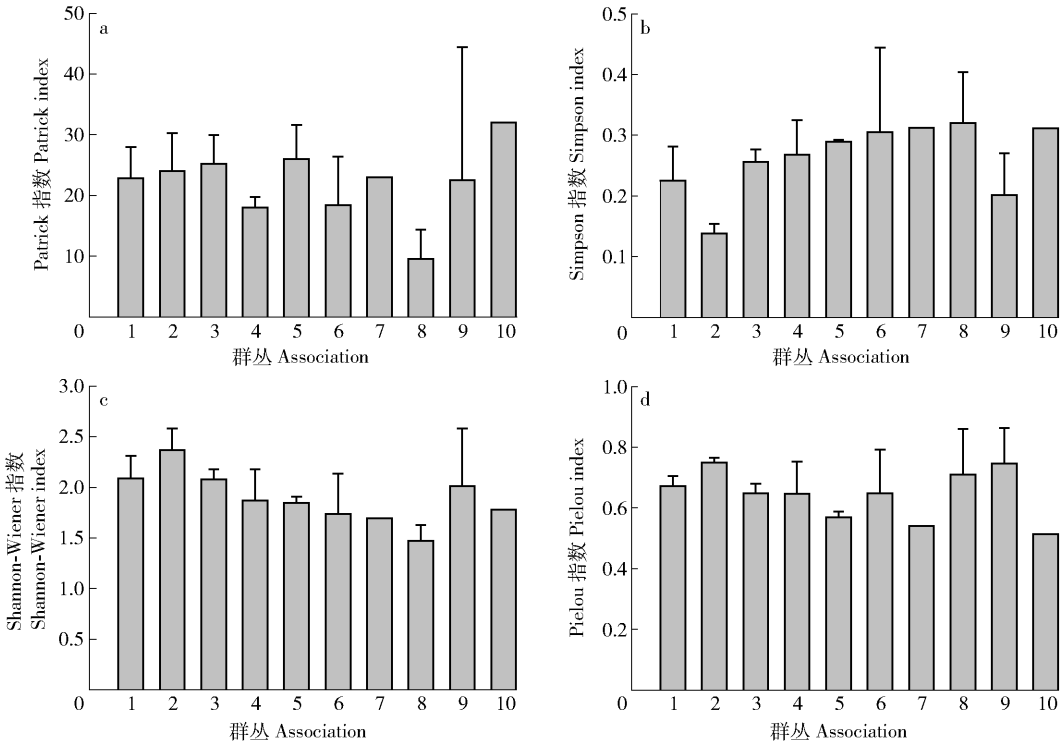 a
50
40
30
20
10
0
Patrick 指数 Patrick index
1 2 3 4 5 6 7 8 9 10
群丛 Association
b
0.5
0.4
0.3
0.2
0.1
0
Simpson 指数 Simpson index
1 2 3 4 5 6 7 8 9 10
群丛 Association
c
3.0
2.5
2.0
1.5
1.0
0.5
0
Shannon-Wiener 指数
Shannon-Wiener index
1 2 3 4 5 6 7 8 9 10
群丛 Association
d
1.0
0.8
0.6
0.4
0.2
0
Pielou 指数 Pielou index
1 2 3 4 5 6 7 8 9 10
群丛 Association